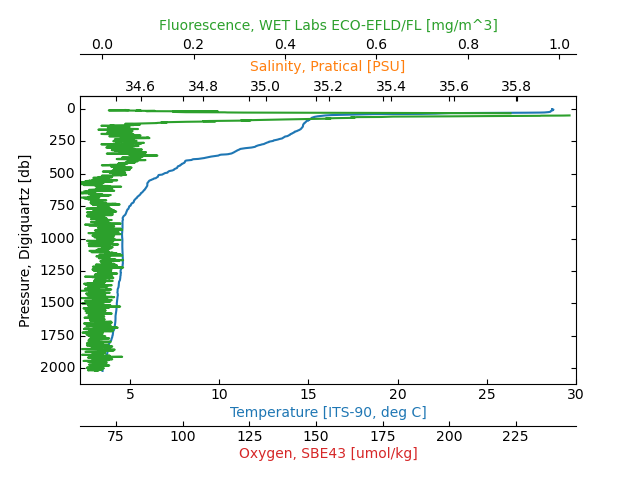 Fluorescence, WET Labs ECO-EFLD/FL [mg/m^3]
0.0 0.2 0.4 0.6 0.8 1.0
Salinity, Pratical [PSU]
34.6 34.8 35.0 35.2 35.4 35.6 35.8
0
250
500
750
1000
1250
1500
1750
2000
Pressure, Digiquartz [db]
5 10 15 20 25 30
Temperature [ITS-90, deg C]
75 100 125 150 175 200 225
Oxygen, SBE43 [umol/kg]